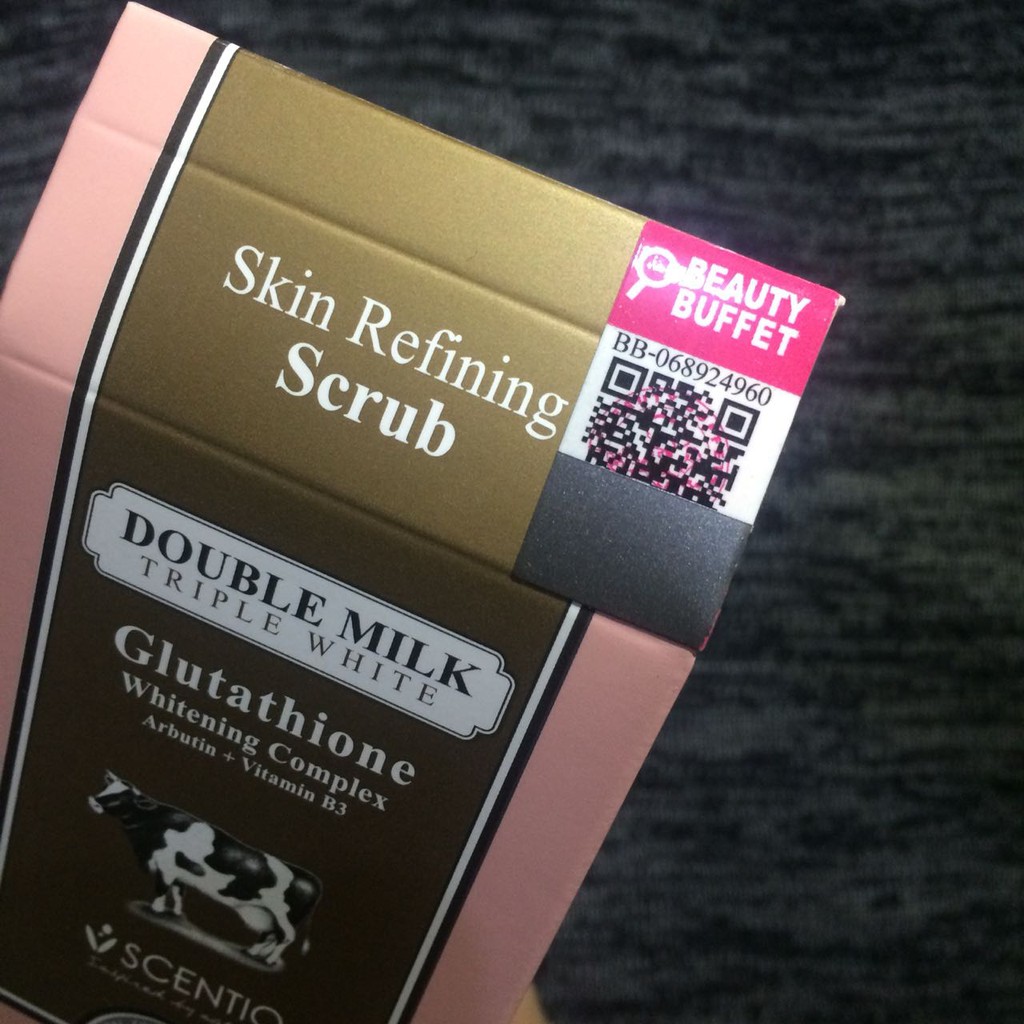 BEAUTY
BUFFET
BB-068924960
Skin Refining
Scrub
DOUBLE MILK
TRIPLE WHITE
Glutathione
Whitening Complex
Arbutin + Vitamin B3
SCENTIO